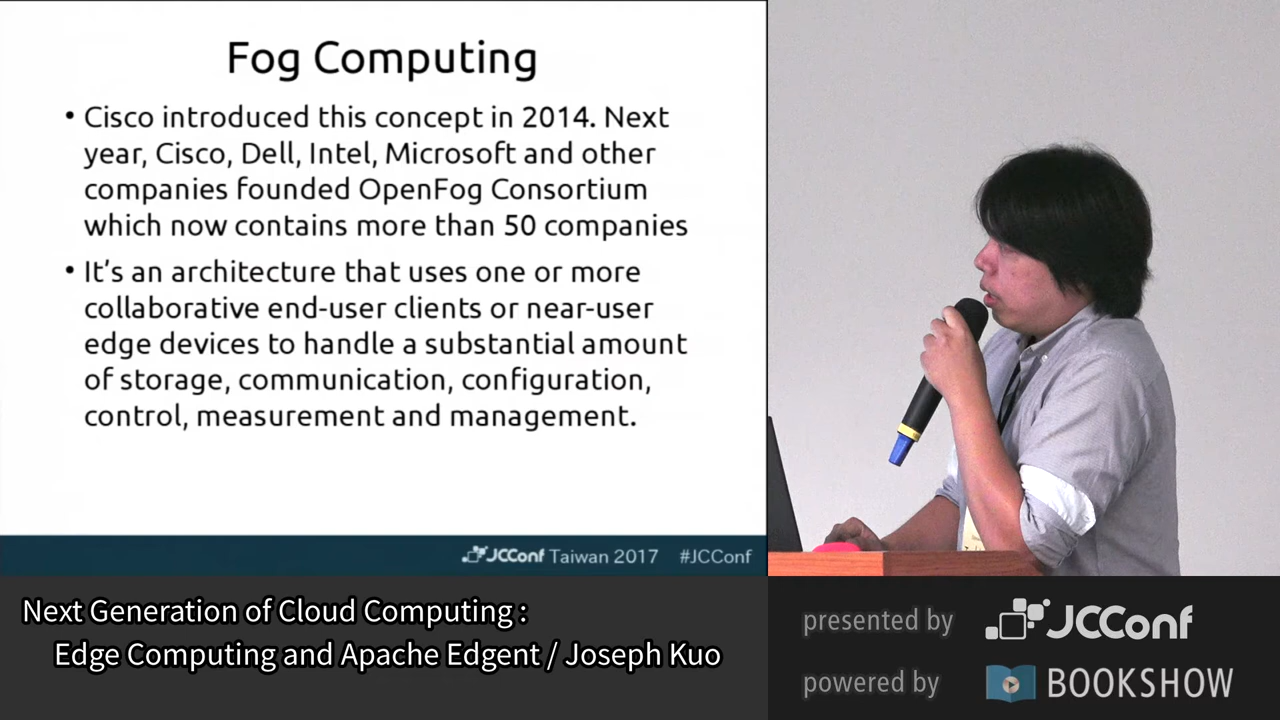 Fog Computing
• Cisco introduced this concept in 2014. Next
year, Cisco, Dell, Intel, Microsoft and other
companies founded OpenFog Consortium
which now contains more than 50 companies
• It's an architecture that uses one or more
collaborative end-user clients or near-user
edge devices to handle a substantial amount
of storage, communication, configuration,
control, measurement and management.
JCConf Taiwan 2017 #JCConf
Next Generation of Cloud Computing :
Edge Computing and Apache Edgent / Joseph Kuo
presented by JCConf
powered by BOOKSHOW